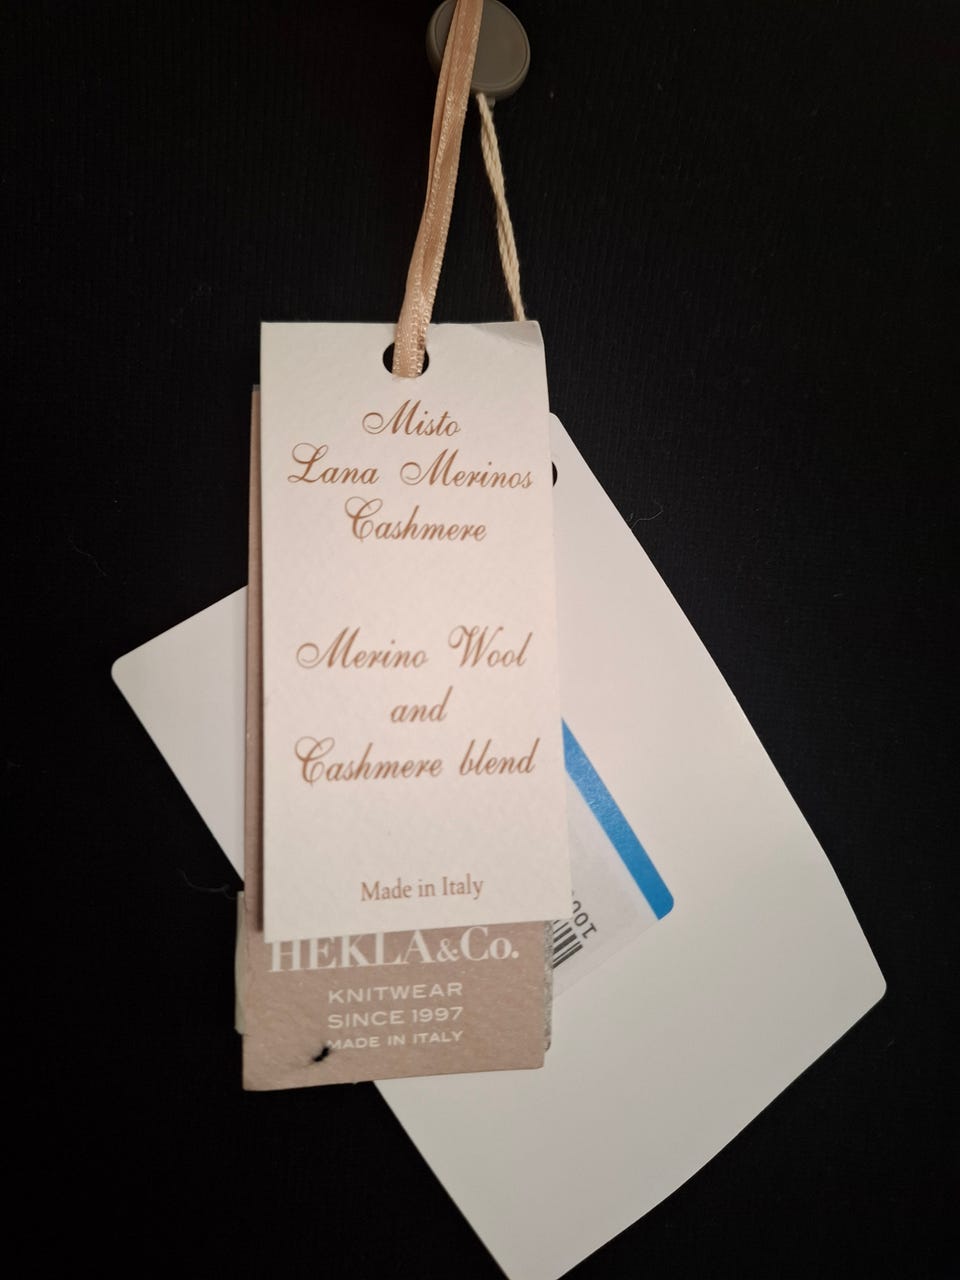 Misto
Lana Merinos
Cashmere
Merino Wool
and
Cashmere blend
Made in Italy
HEKLA&Co.
KNITWEAR
SINCE 1997
MADE IN ITALY